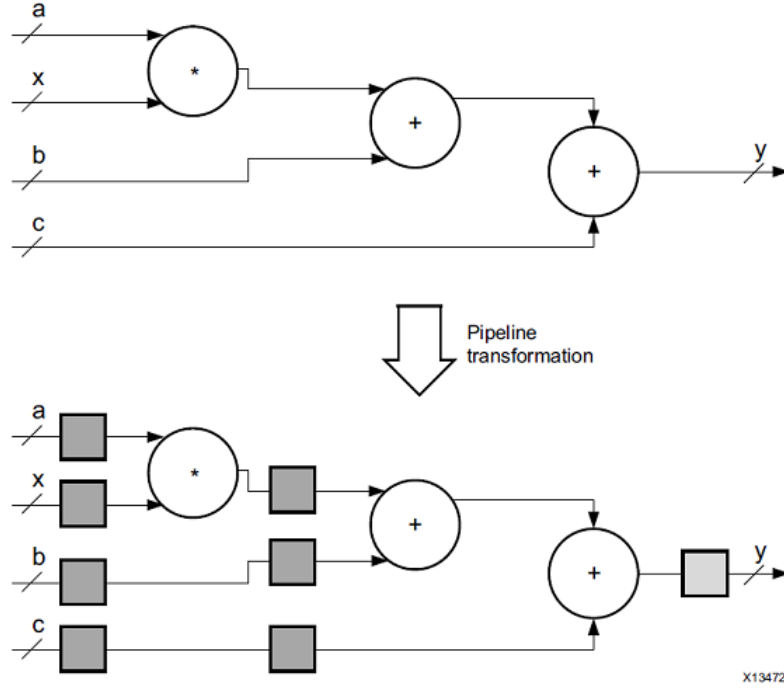 a
*
x
+
b
+
y
c
Pipeline
transformation
a
*
x
+
b
+
y
c
X13472